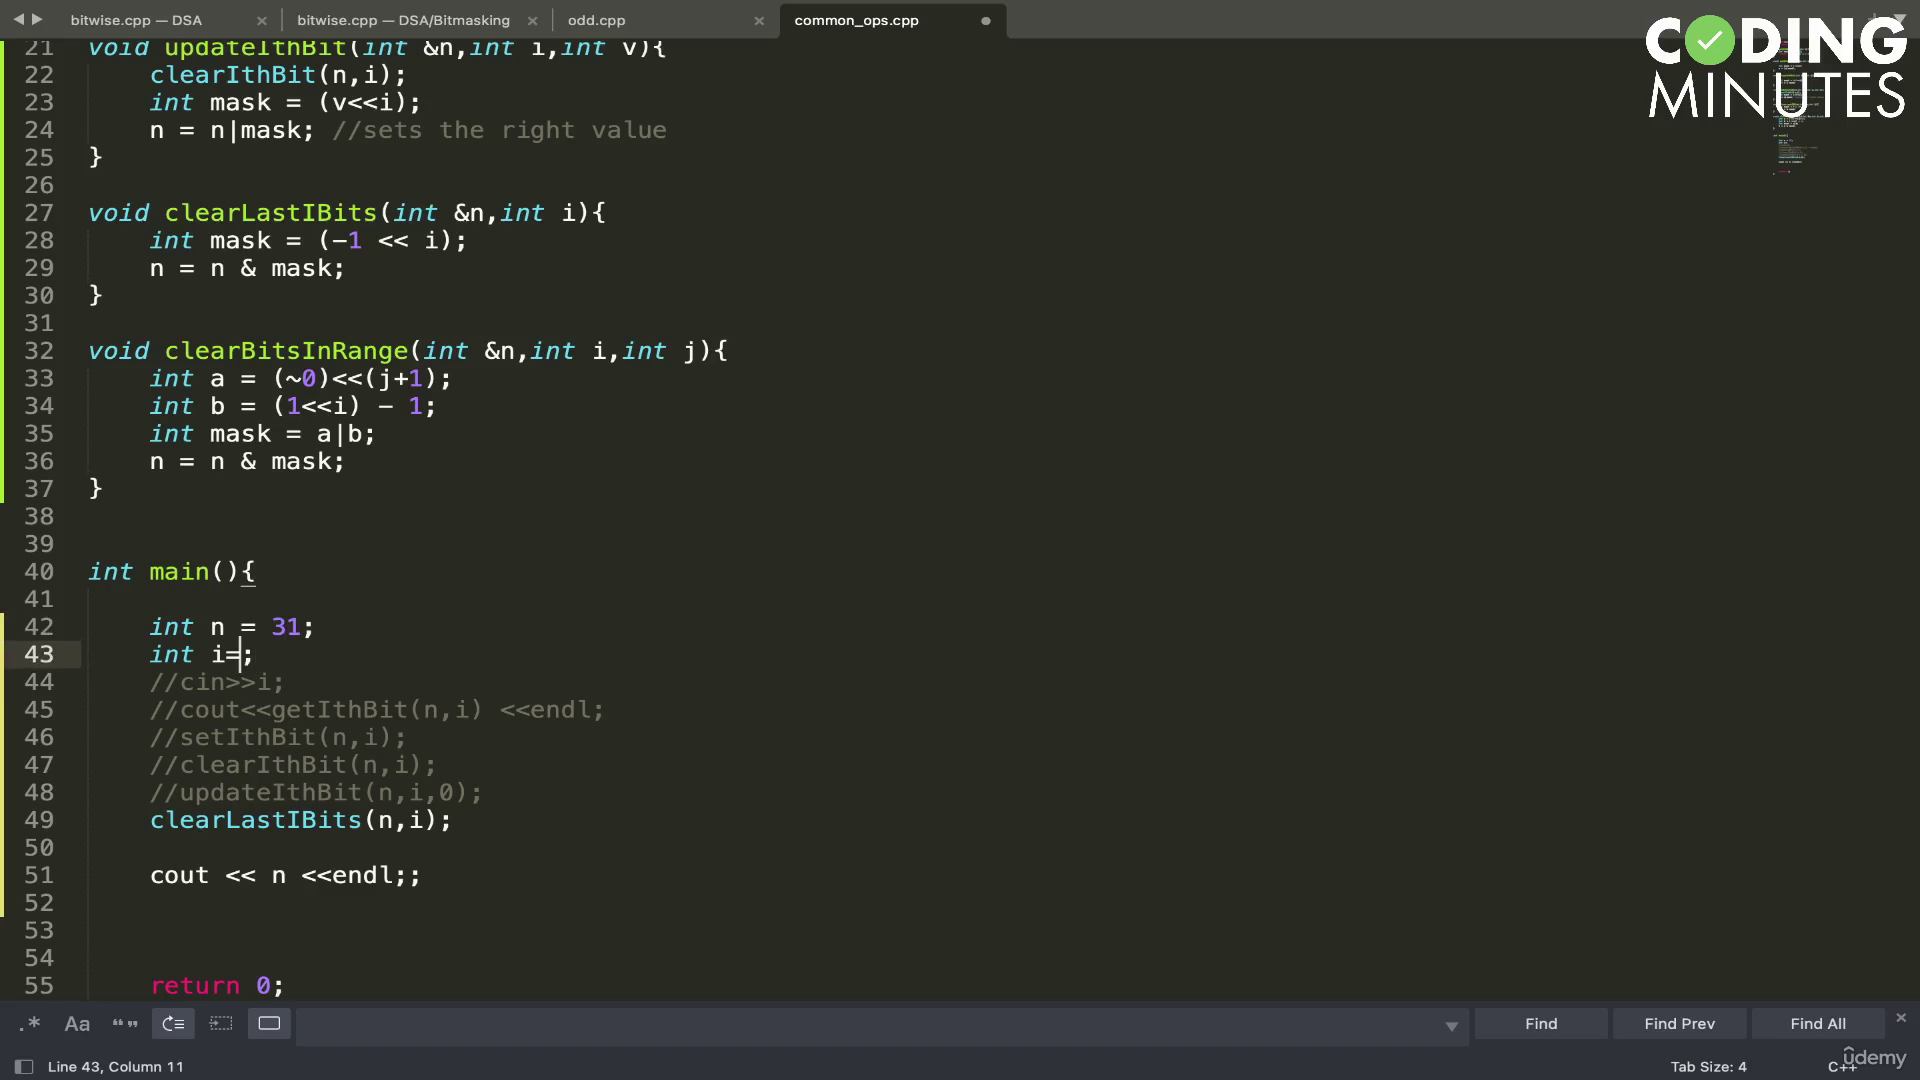 bitwise.cpp — DSA
bitwise.cpp — DSA/Bitmasking
odd.cpp
common_ops.cpp
CODING
MINUTES
21 void updateIthBit(int &n,int i,int v){
22 clearIthBit(n,i);
23 int mask = (v<<i);
24 n = n|mask; //sets the right value
25 }
26
27 void clearLastIBits(int &n,int i){
28 int mask = (-1 << i);
29 n = n & mask;
30 }
31
32 void clearBitsInRange(int &n,int i,int j){
33 int a = (~0)<<(j+1);
34 int b = (1<<i) - 1;
35 int mask = a|b;
36 n = n & mask;
37 }
38
39
40 int main(){
41
42 int n = 31;
43 int i=;
44 //cin>>i;
45 //cout<<getIthBit(n,i) <<endl;
46 //setIthBit(n,i);
47 //clearIthBit(n,i);
48 //updateIthBit(n,i,0);
49 clearLastIBits(n,i);
50
51 cout << n <<endl;;
52
53
54
55 return 0;
.* Aa “” Find Find Prev Find All
Line 43, Column 11
Tab Size: 4
C++
ûdemy